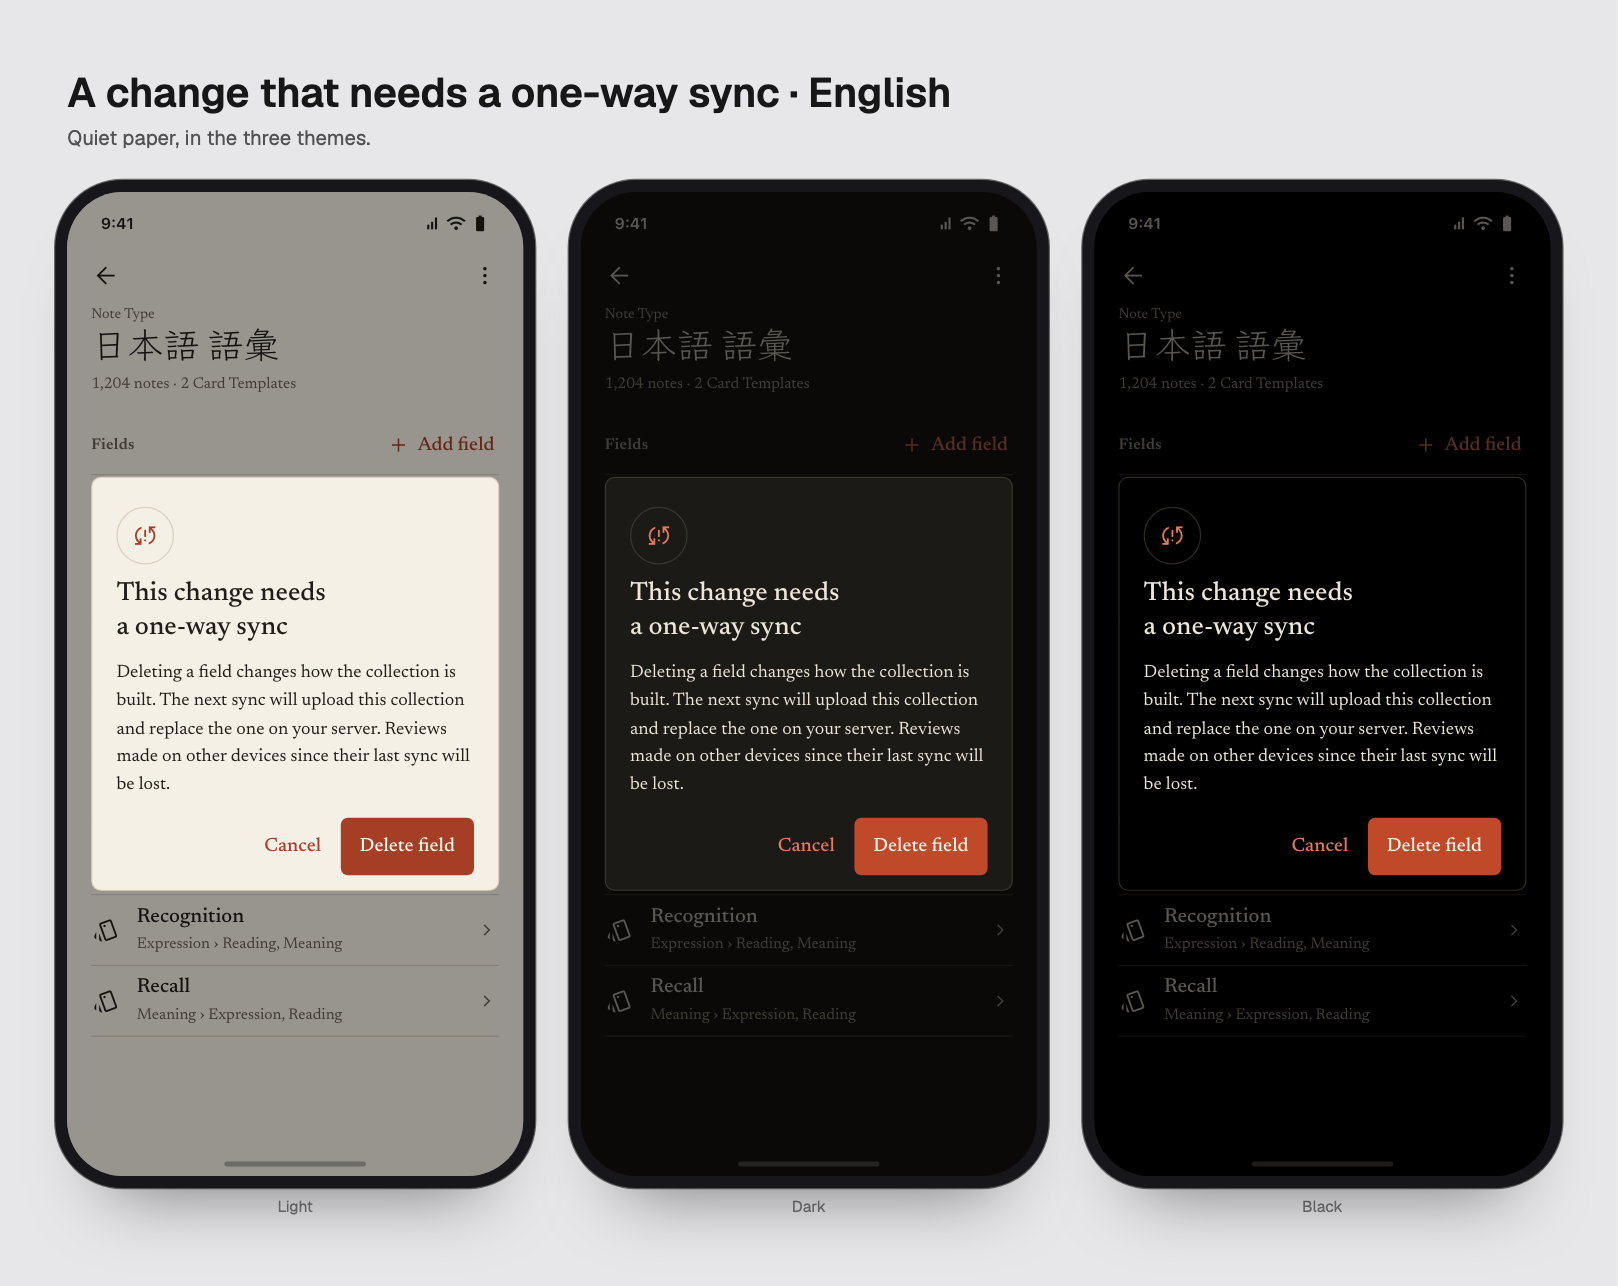 A change that needs a one-way sync · English
Quiet paper, in the three themes.
9:41
Note Type
日本語 語彙
1,204 notes · 2 Card Templates
Fields
+ Add field
This change needs
a one-way sync
Deleting a field changes how the collection is
built. The next sync will upload this collection
and replace the one on your server. Reviews
made on other devices since their last sync will
be lost.
Cancel
Delete field
Recognition
Expression › Reading, Meaning
Recall
Meaning › Expression, Reading
Light
9:41
Note Type
日本語 語彙
1,204 notes · 2 Card Templates
Fields
+ Add field
This change needs
a one-way sync
Deleting a field changes how the collection is
built. The next sync will upload this collection
and replace the one on your server. Reviews
made on other devices since their last sync will
be lost.
Cancel
Delete field
Recognition
Expression › Reading, Meaning
Recall
Meaning › Expression, Reading
Dark
9:41
Note Type
日本語 語彙
1,204 notes · 2 Card Templates
Fields
+ Add field
This change needs
a one-way sync
Deleting a field changes how the collection is
built. The next sync will upload this collection
and replace the one on your server. Reviews
made on other devices since their last sync will
be lost.
Cancel
Delete field
Recognition
Expression › Reading, Meaning
Recall
Meaning › Expression, Reading
Black